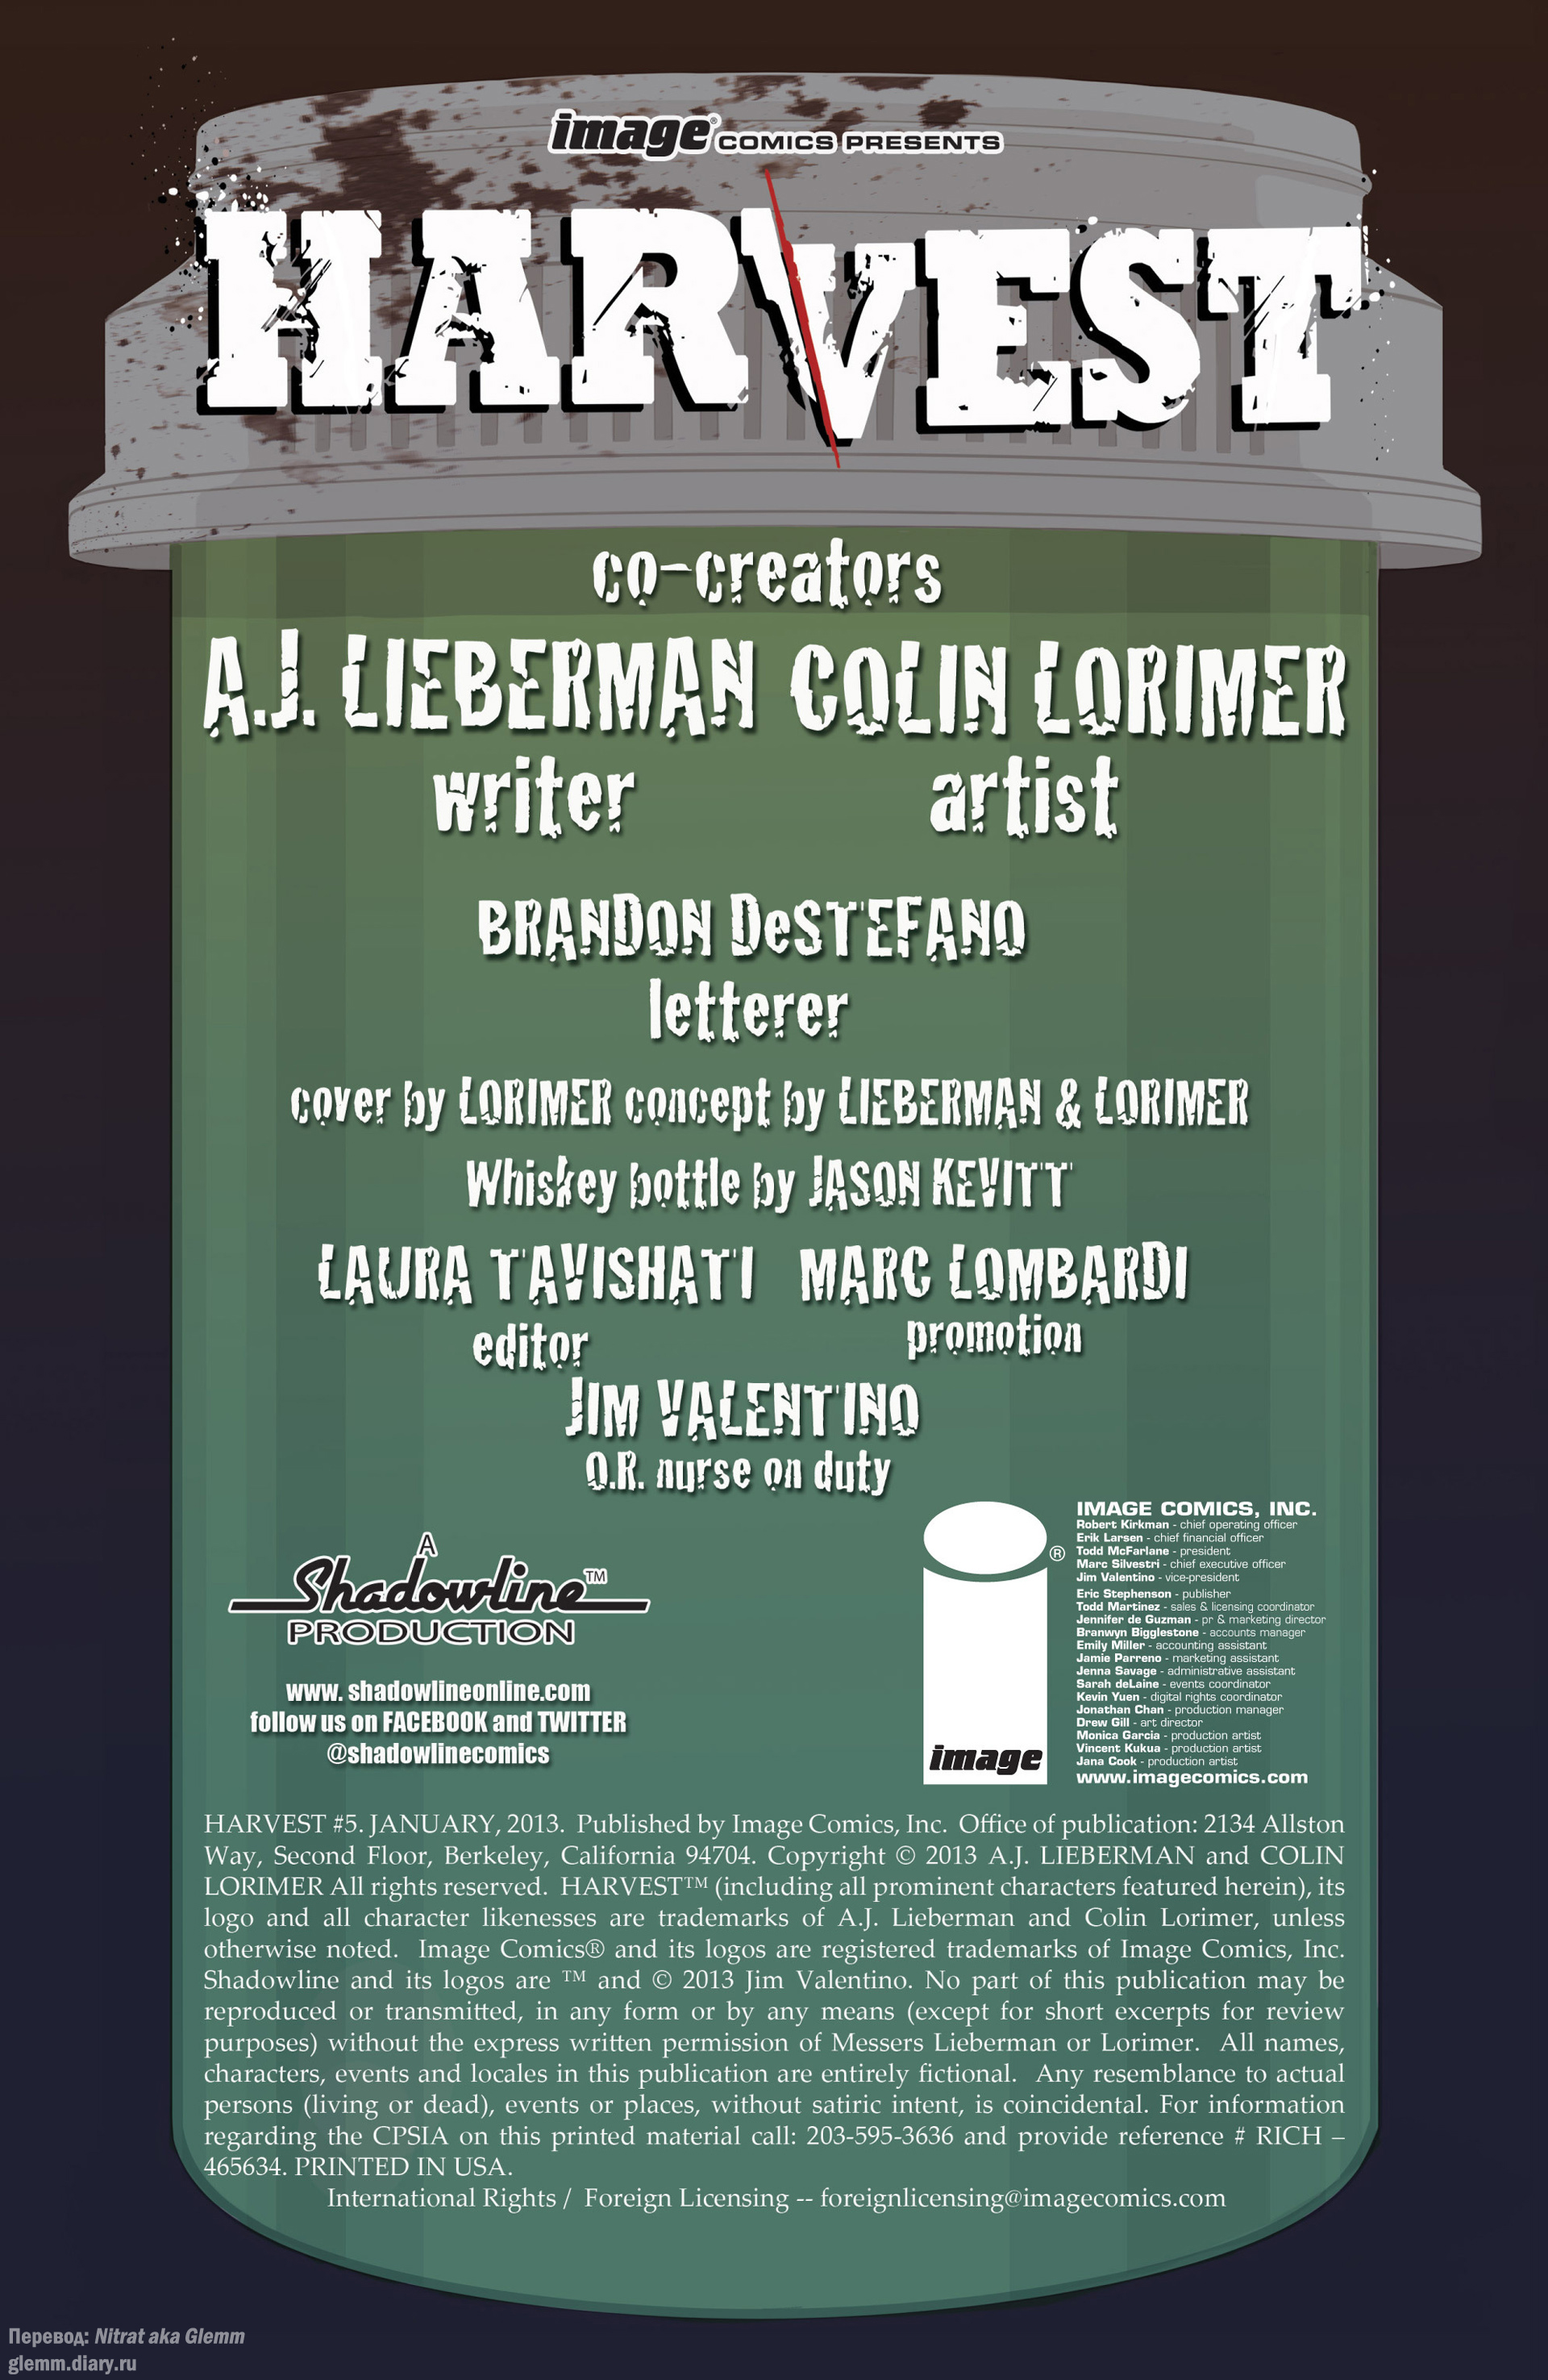 image® COMICS PRESENTS
HARVEST
co-creators
A.J. LIEBERMAN COLIN LORIMER
writer artist
BRANDON DeSTEFANO
letterer
cover by LORIMER concept by LIEBERMAN & LORIMER
Whiskey bottle by JASON KEVITT
LAURA TAVISHATI MARC LOMBARDI
editor promotion
JIM VALENTINO
O.R. nurse on duty
A
Shadowline™
PRODUCTION
www. shadowlineonline.com
follow us on FACEBOOK and TWITTER
@shadowlinecomics
®
image
IMAGE COMICS, INC.
Robert Kirkman - chief operating officer
Erik Larsen - chief financial officer
Todd McFarlane - president
Marc Silvestri - chief executive officer
Jim Valentino - vice-president
Eric Stephenson - publisher
Todd Martinez - sales & licensing coordinator
Jennifer de Guzman - pr & marketing director
Branwyn Bigglestone - accounts manager
Emily Miller - accounting assistant
Jamie Parreno - marketing assistant
Jenna Savage - administrative assistant
Sarah deLaine - events coordinator
Kevin Yuen - digital rights coordinator
Jonathan Chan - production manager
Drew Gill - art director
Monica Garcia - production artist
Vincent Kukua - production artist
Jana Cook - production artist
www.imagecomics.com
HARVEST #5. JANUARY, 2013. Published by Image Comics, Inc. Office of publication: 2134 Allston
Way, Second Floor, Berkeley, California 94704. Copyright © 2013 A.J. LIEBERMAN and COLIN
LORIMER All rights reserved. HARVEST™ (including all prominent characters featured herein), its
logo and all character likenesses are trademarks of A.J. Lieberman and Colin Lorimer, unless
otherwise noted. Image Comics® and its logos are registered trademarks of Image Comics, Inc.
Shadowline and its logos are ™ and © 2013 Jim Valentino. No part of this publication may be
reproduced or transmitted, in any form or by any means (except for short excerpts for review
purposes) without the express written permission of Messers Lieberman or Lorimer. All names,
characters, events and locales in this publication are entirely fictional. Any resemblance to actual
persons (living or dead), events or places, without satiric intent, is coincidental. For information
regarding the CPSIA on this printed material call: 203-595-3636 and provide reference # RICH –
465634. PRINTED IN USA.
International Rights / Foreign Licensing -- foreignlicensing@imagecomics.com
Перевод: Nitrat aka Glemm
glemm.diary.ru